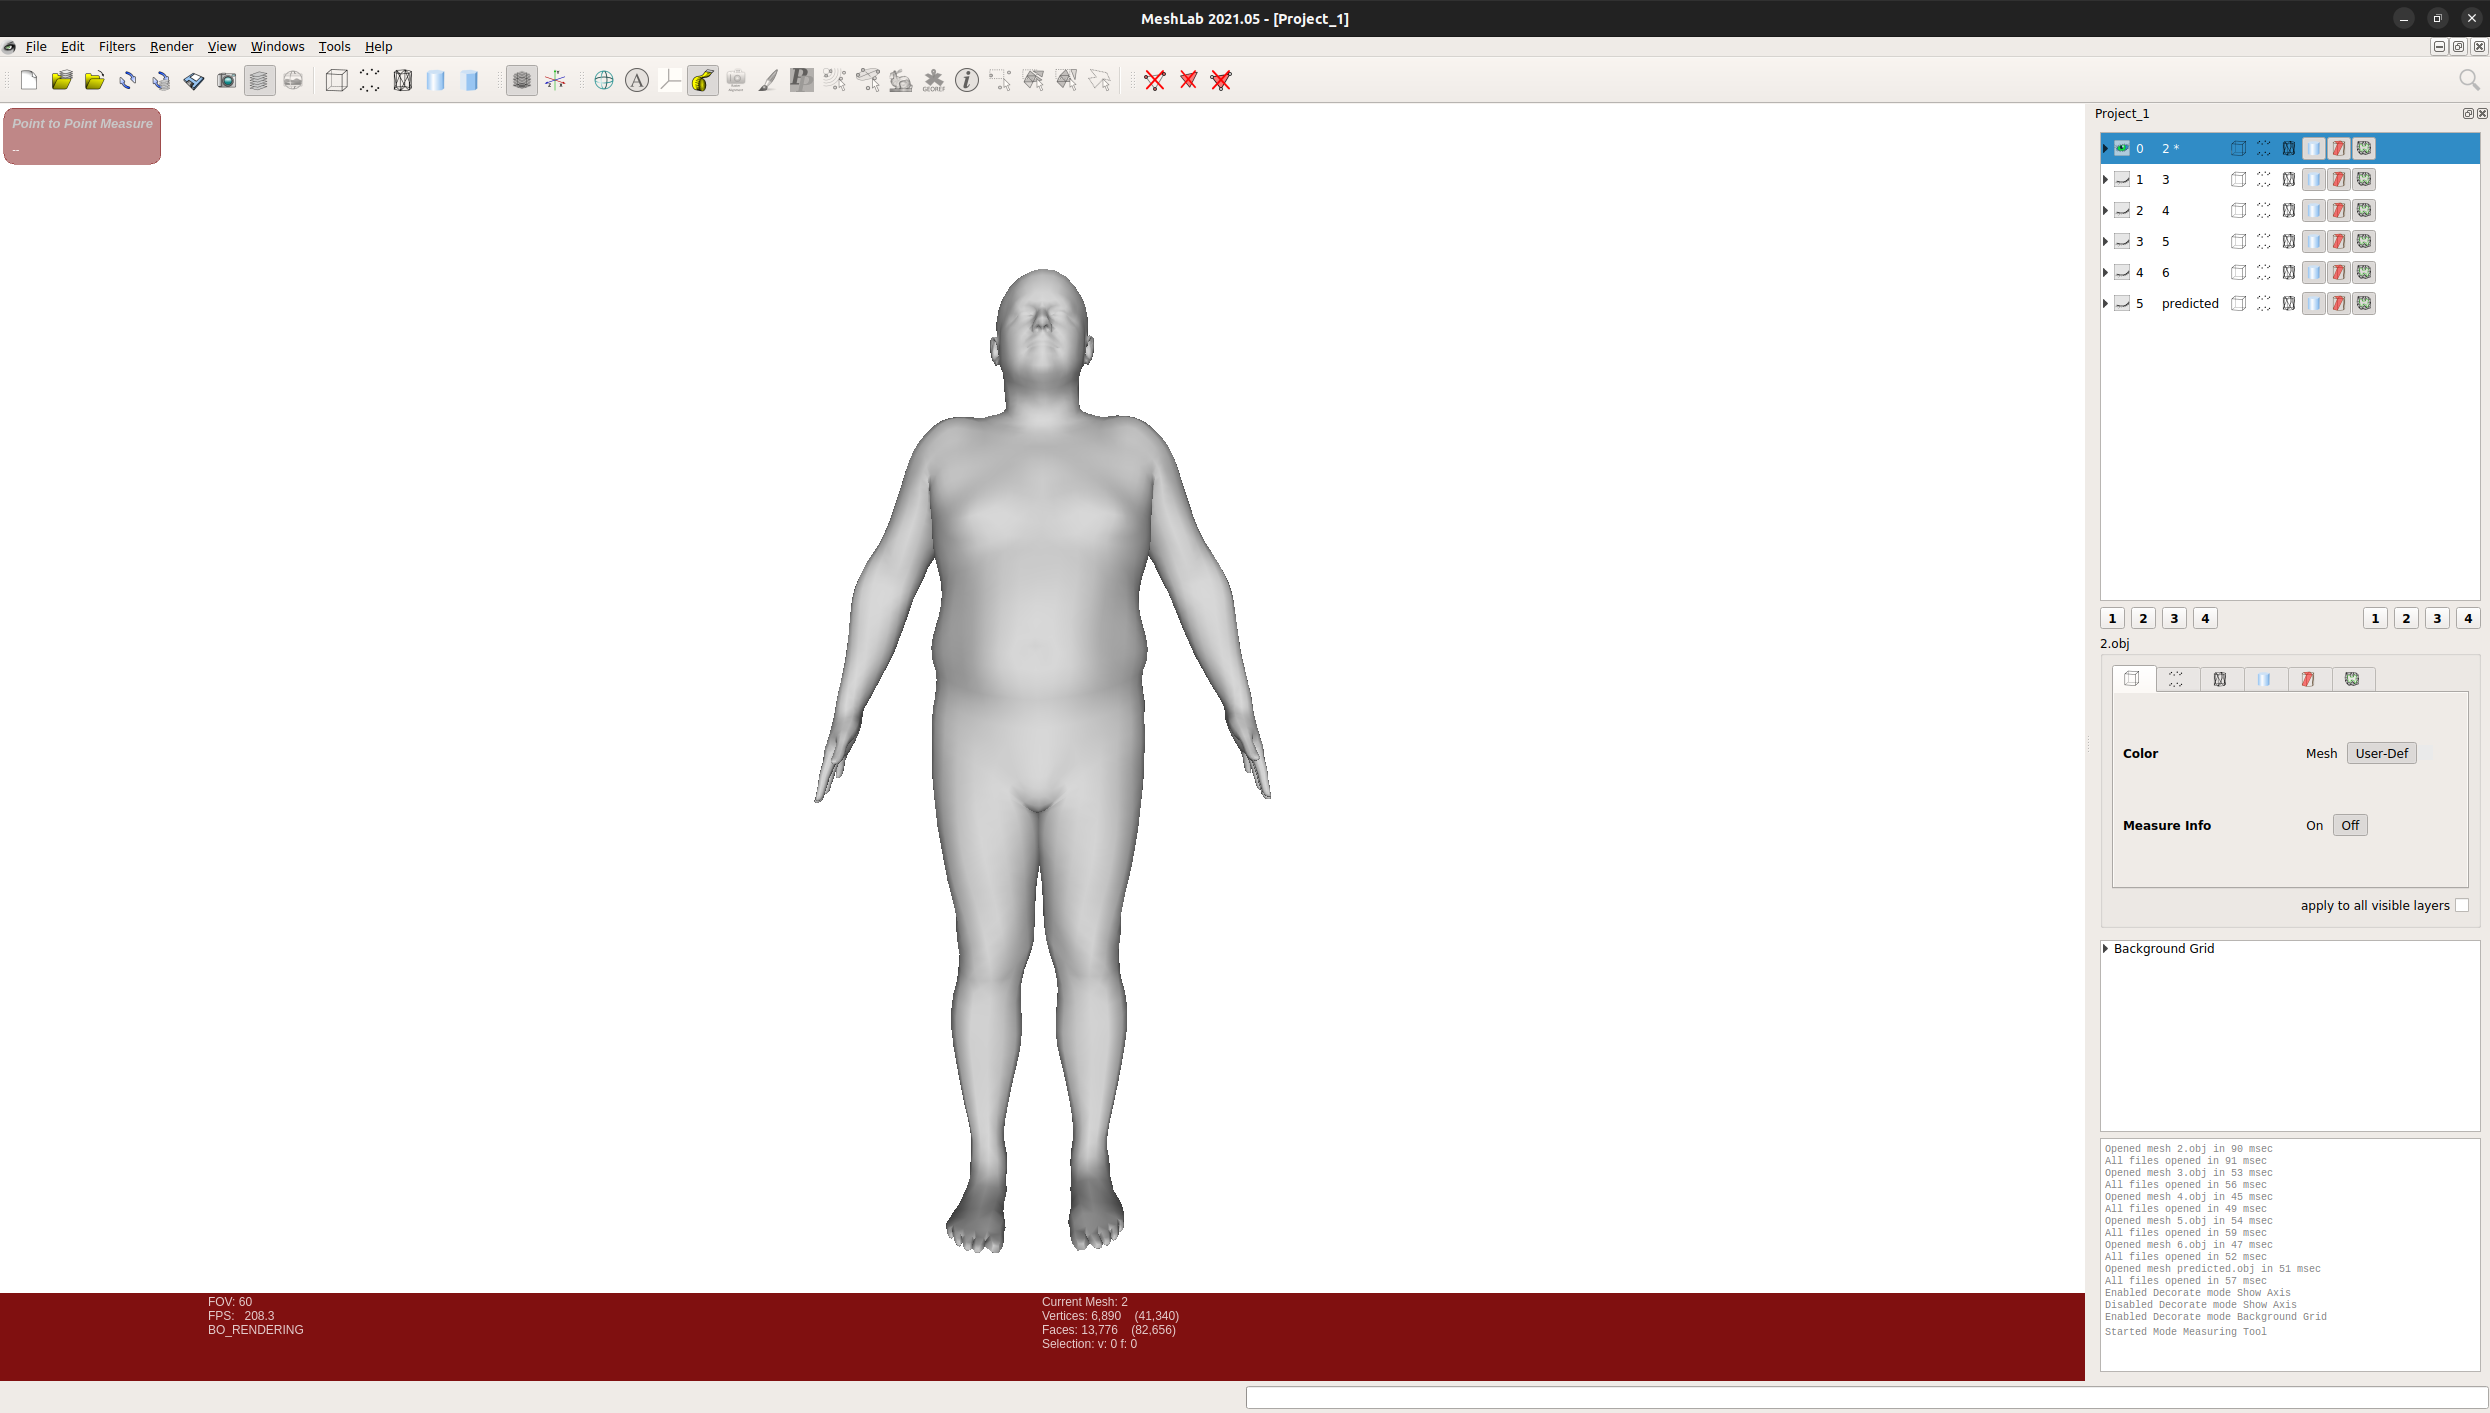 MeshLab 2021.05 - [Project_1]
File Edit Filters Render View Windows Tools Help
A
P
GEOREF
i
Point to Point Measure
--
Project_1
0 2 *
1 3
2 4
3 5
4 6
5 predicted
1 2 3 4 1 2 3 4
2.obj
Color Mesh User-Def
Measure Info On Off
apply to all visible layers
Background Grid
Opened mesh 2.obj in 90 msec
All files opened in 91 msec
Opened mesh 3.obj in 53 msec
All files opened in 56 msec
Opened mesh 4.obj in 45 msec
All files opened in 49 msec
Opened mesh 5.obj in 54 msec
All files opened in 59 msec
Opened mesh 6.obj in 47 msec
All files opened in 52 msec
Opened mesh predicted.obj in 51 msec
All files opened in 57 msec
Enabled Decorate mode Show Axis
Disabled Decorate mode Show Axis
Enabled Decorate mode Background Grid
Started Mode Measuring Tool
FOV: 60
FPS: 208.3
BO_RENDERING
Current Mesh: 2
Vertices: 6,890 (41,340)
Faces: 13,776 (82,656)
Selection: v: 0 f: 0